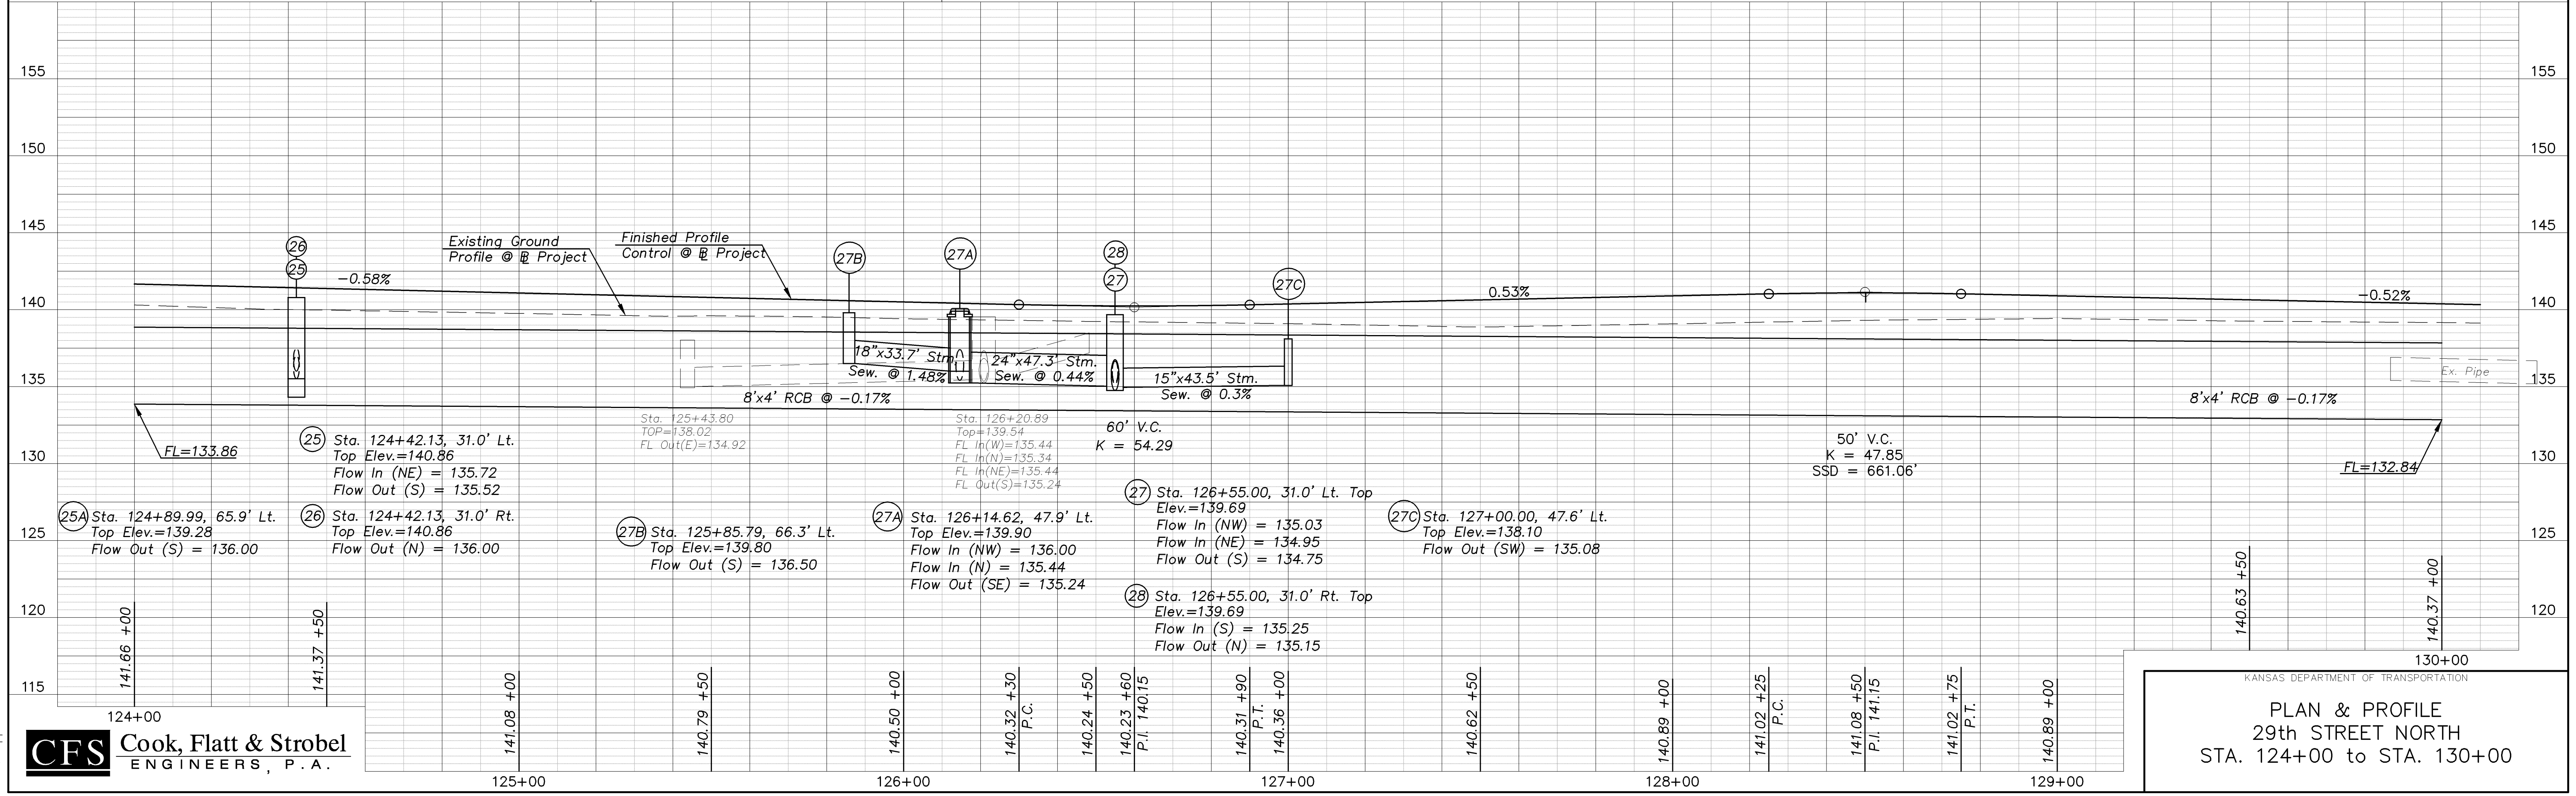 155
155
150
150
145
145
140
140
135
135
130
130
125
125
120
120
115
26
25
-0.58%
Existing Ground
Profile @ ℄ Project
Finished Profile
Control @ ℄ Project
27B
27A
28
27
27C
0.53%
-0.52%
18"x33.7' Stm.
Sew. @ 1.48%
24"x47.3' Stm.
Sew. @ 0.44%
15"x43.5' Stm.
Sew. @ 0.3%
Ex. Pipe
8'x4' RCB @ -0.17%
8'x4' RCB @ -0.17%
FL=133.86
FL=132.84
Sta. 125+43.80
TOP=138.02
FL Out(E)=134.92
Sta. 126+20.89
Top=139.54
FL In(W)=135.44
FL In(N)=135.34
FL In(NE)=135.44
FL Out(S)=135.24
60' V.C.
K = 54.29
50' V.C.
K = 47.85
SSD = 661.06'
25 Sta. 124+42.13, 31.0' Lt.
Top Elev.=140.86
Flow In (NE) = 135.72
Flow Out (S) = 135.52
25A Sta. 124+89.99, 65.9' Lt.
Top Elev.=139.28
Flow Out (S) = 136.00
26 Sta. 124+42.13, 31.0' Rt.
Top Elev.=140.86
Flow Out (N) = 136.00
27B Sta. 125+85.79, 66.3' Lt.
Top Elev.=139.80
Flow Out (S) = 136.50
27A Sta. 126+14.62, 47.9' Lt.
Top Elev.=139.90
Flow In (NW) = 136.00
Flow In (N) = 135.44
Flow Out (SE) = 135.24
27 Sta. 126+55.00, 31.0' Lt. Top
Elev.=139.69
Flow In (NW) = 135.03
Flow In (NE) = 134.95
Flow Out (S) = 134.75
28 Sta. 126+55.00, 31.0' Rt. Top
Elev.=139.69
Flow In (S) = 135.25
Flow Out (N) = 135.15
27C Sta. 127+00.00, 47.6' Lt.
Top Elev.=138.10
Flow Out (SW) = 135.08
141.66 +00
141.37 +50
141.08 +00
140.79 +50
140.50 +00
140.32 +30
P.C.
140.24 +50
140.23 +60
P.I. 140.15
140.31 +90
P.T.
140.36 +00
140.62 +50
140.89 +00
141.02 +25
P.C.
141.08 +50
P.I. 141.15
141.02 +75
P.T.
140.89 +00
140.63 +50
140.37 +00
124+00
125+00
126+00
127+00
128+00
129+00
130+00
CFS Cook, Flatt & Strobel
ENGINEERS, P.A.
KANSAS DEPARTMENT OF TRANSPORTATION
PLAN & PROFILE
29th STREET NORTH
STA. 124+00 to STA. 130+00